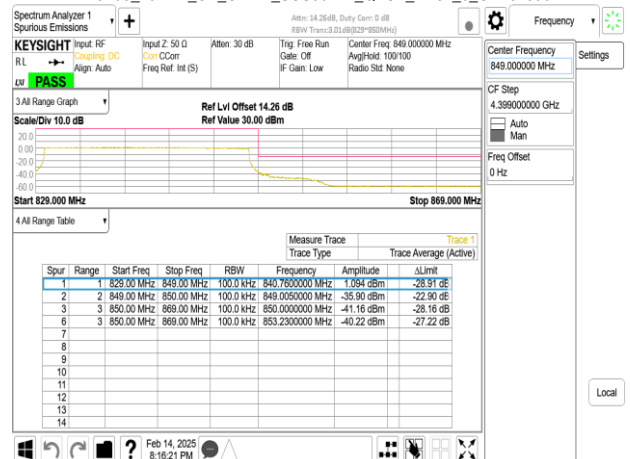 Spectrum Analyzer 1
Spurious Emissions
Attn: 14.26dB, Duty Corr: 0 dB
RBW Trans:3.01dB(829~850MHz)
Frequency
KEYSIGHT
Input: RF
Input Z: 50 Ω
Atten: 30 dB
Trig: Free Run
Center Freq: 849.000000 MHz
RL
Coupling: DC
Corr CCorr
Gate: Off
Avg|Hold: 100/100
Align: Auto
Freq Ref: Int (S)
IF Gain: Low
Radio Std: None
LXI PASS
Center Frequency
849.000000 MHz
Settings
CF Step
4.399000000 GHz
Auto
Man
Freq Offset
0 Hz
3 All Range Graph
Ref Lvl Offset 14.26 dB
Scale/Div 10.0 dB
Ref Value 30.00 dBm
20.0
0.00
-20.0
-40.0
-60.0
Start 829.000 MHz
Stop 869.000 MHz
4 All Range Table
Measure Trace Trace 1
Trace Type Trace Average (Active)
Spur Range Start Freq Stop Freq RBW Frequency Amplitude ΔLimit
1 1 829.00 MHz 849.00 MHz 100.0 kHz 840.7600000 MHz 1.094 dBm -28.91 dB
2 2 849.00 MHz 850.00 MHz 100.0 kHz 849.0050000 MHz -35.90 dBm -22.90 dB
3 3 850.00 MHz 869.00 MHz 100.0 kHz 850.0000000 MHz -41.16 dBm -28.16 dB
6 3 850.00 MHz 869.00 MHz 100.0 kHz 853.2300000 MHz -40.22 dBm -27.22 dB
7
8
9
10
11
12
13
14
Local
Feb 14, 2025
8:16:21 PM